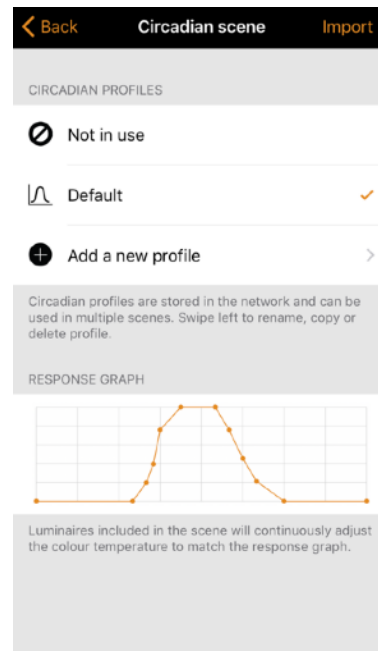 Back Circadian scene Import
CIRCADIAN PROFILES
Not in use
Default
Add a new profile
Circadian profiles are stored in the network and can be
used in multiple scenes. Swipe left to rename, copy or
delete profile.
RESPONSE GRAPH
Luminaires included in the scene will continuously adjust
the colour temperature to match the response graph.